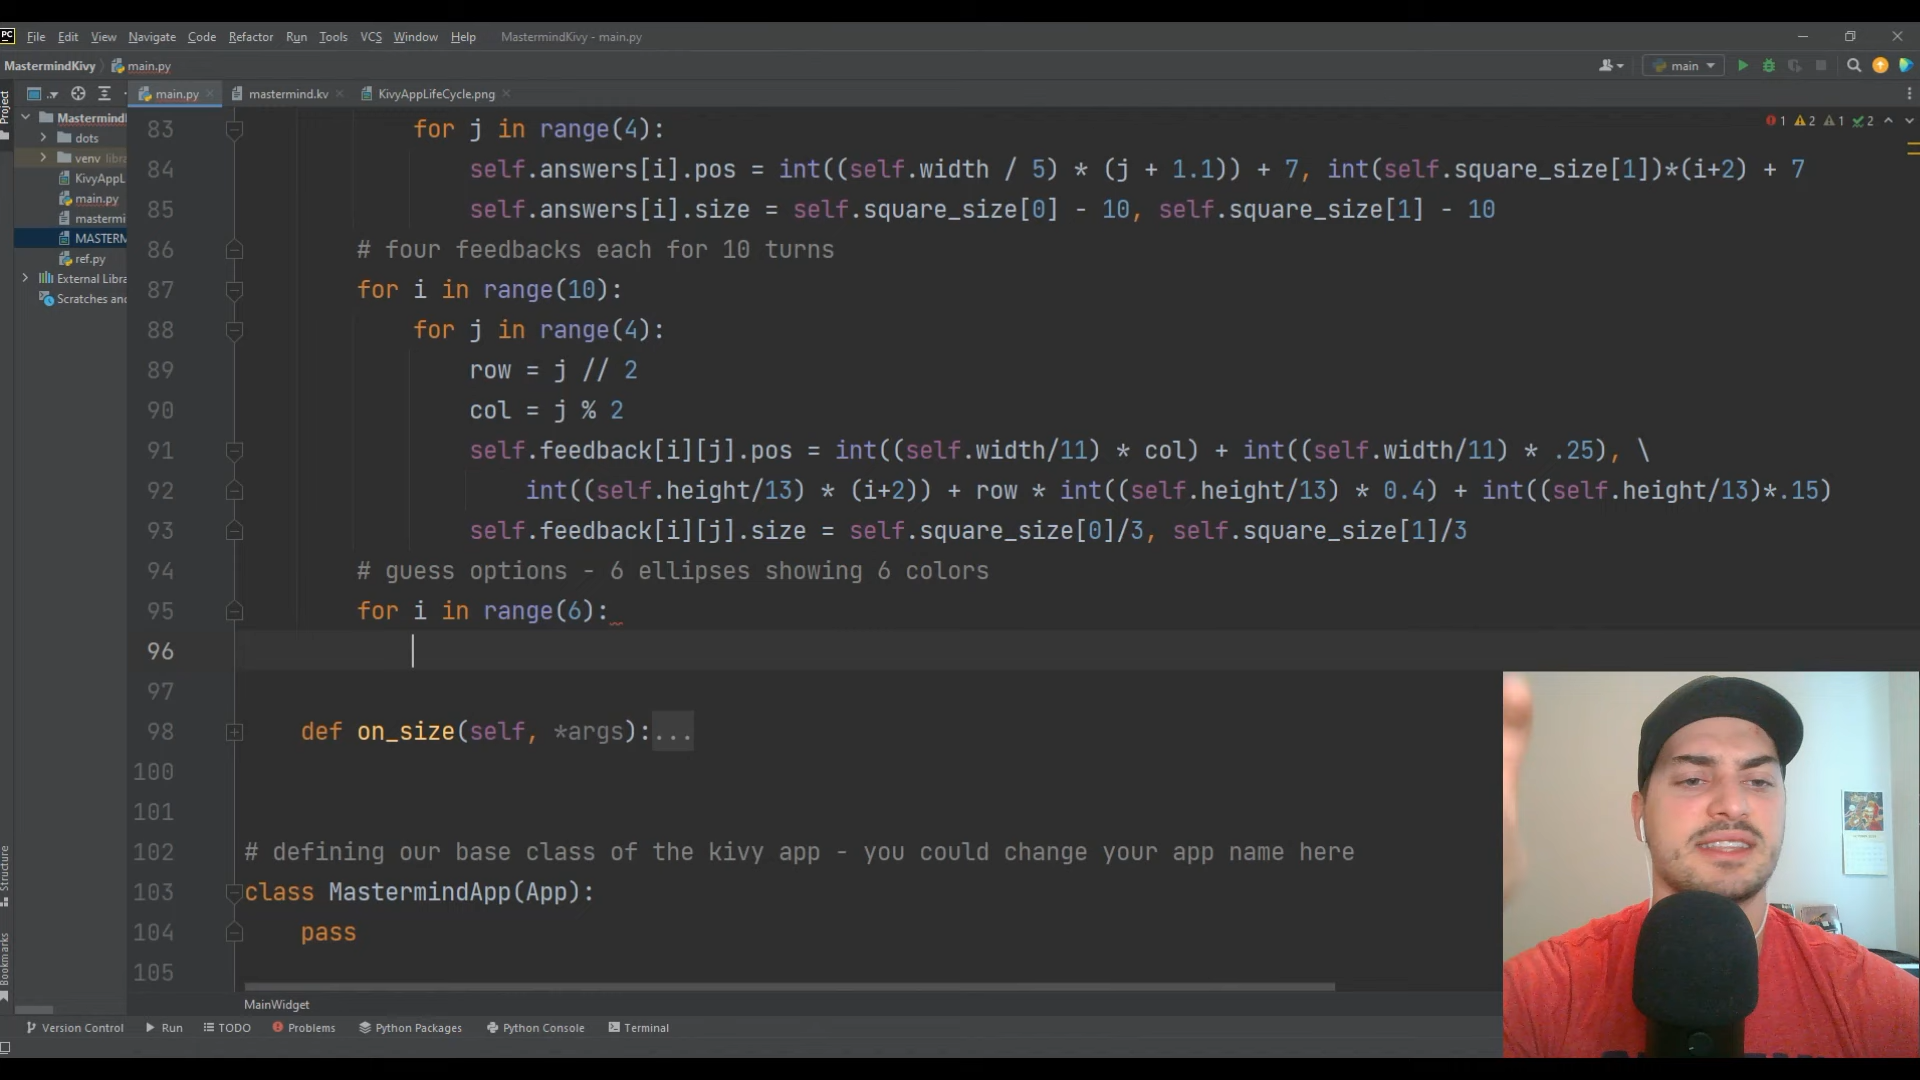 PC File Edit View Navigate Code Refactor Run Tools VCS Window Help MastermindKivy - main.py
MastermindKivy main.py main
main.py mastermind.kv KivyAppLifeCycle.png
Project
Mastermind
dots
venv libra
KivyAppL
main.py
mastermi
MASTERM
ref.py
External Libra
Scratches and
Structure
Bookmarks
1 2 1 2
83 for j in range(4):
84 self.answers[i].pos = int((self.width / 5) * (j + 1.1)) + 7, int(self.square_size[1])*(i+2) + 7
85 self.answers[i].size = self.square_size[0] - 10, self.square_size[1] - 10
86 # four feedbacks each for 10 turns
87 for i in range(10):
88 for j in range(4):
89 row = j // 2
90 col = j % 2
91 self.feedback[i][j].pos = int((self.width/11) * col) + int((self.width/11) * .25), \
92 int((self.height/13) * (i+2)) + row * int((self.height/13) * 0.4) + int((self.height/13)*.15)
93 self.feedback[i][j].size = self.square_size[0]/3, self.square_size[1]/3
94 # guess options - 6 ellipses showing 6 colors
95 for i in range(6):
96
97
98 def on_size(self, *args):...
100
101
102 # defining our base class of the kivy app - you could change your app name here
103 class MastermindApp(App):
104 pass
105
MainWidget
Version Control Run TODO Problems Python Packages Python Console Terminal